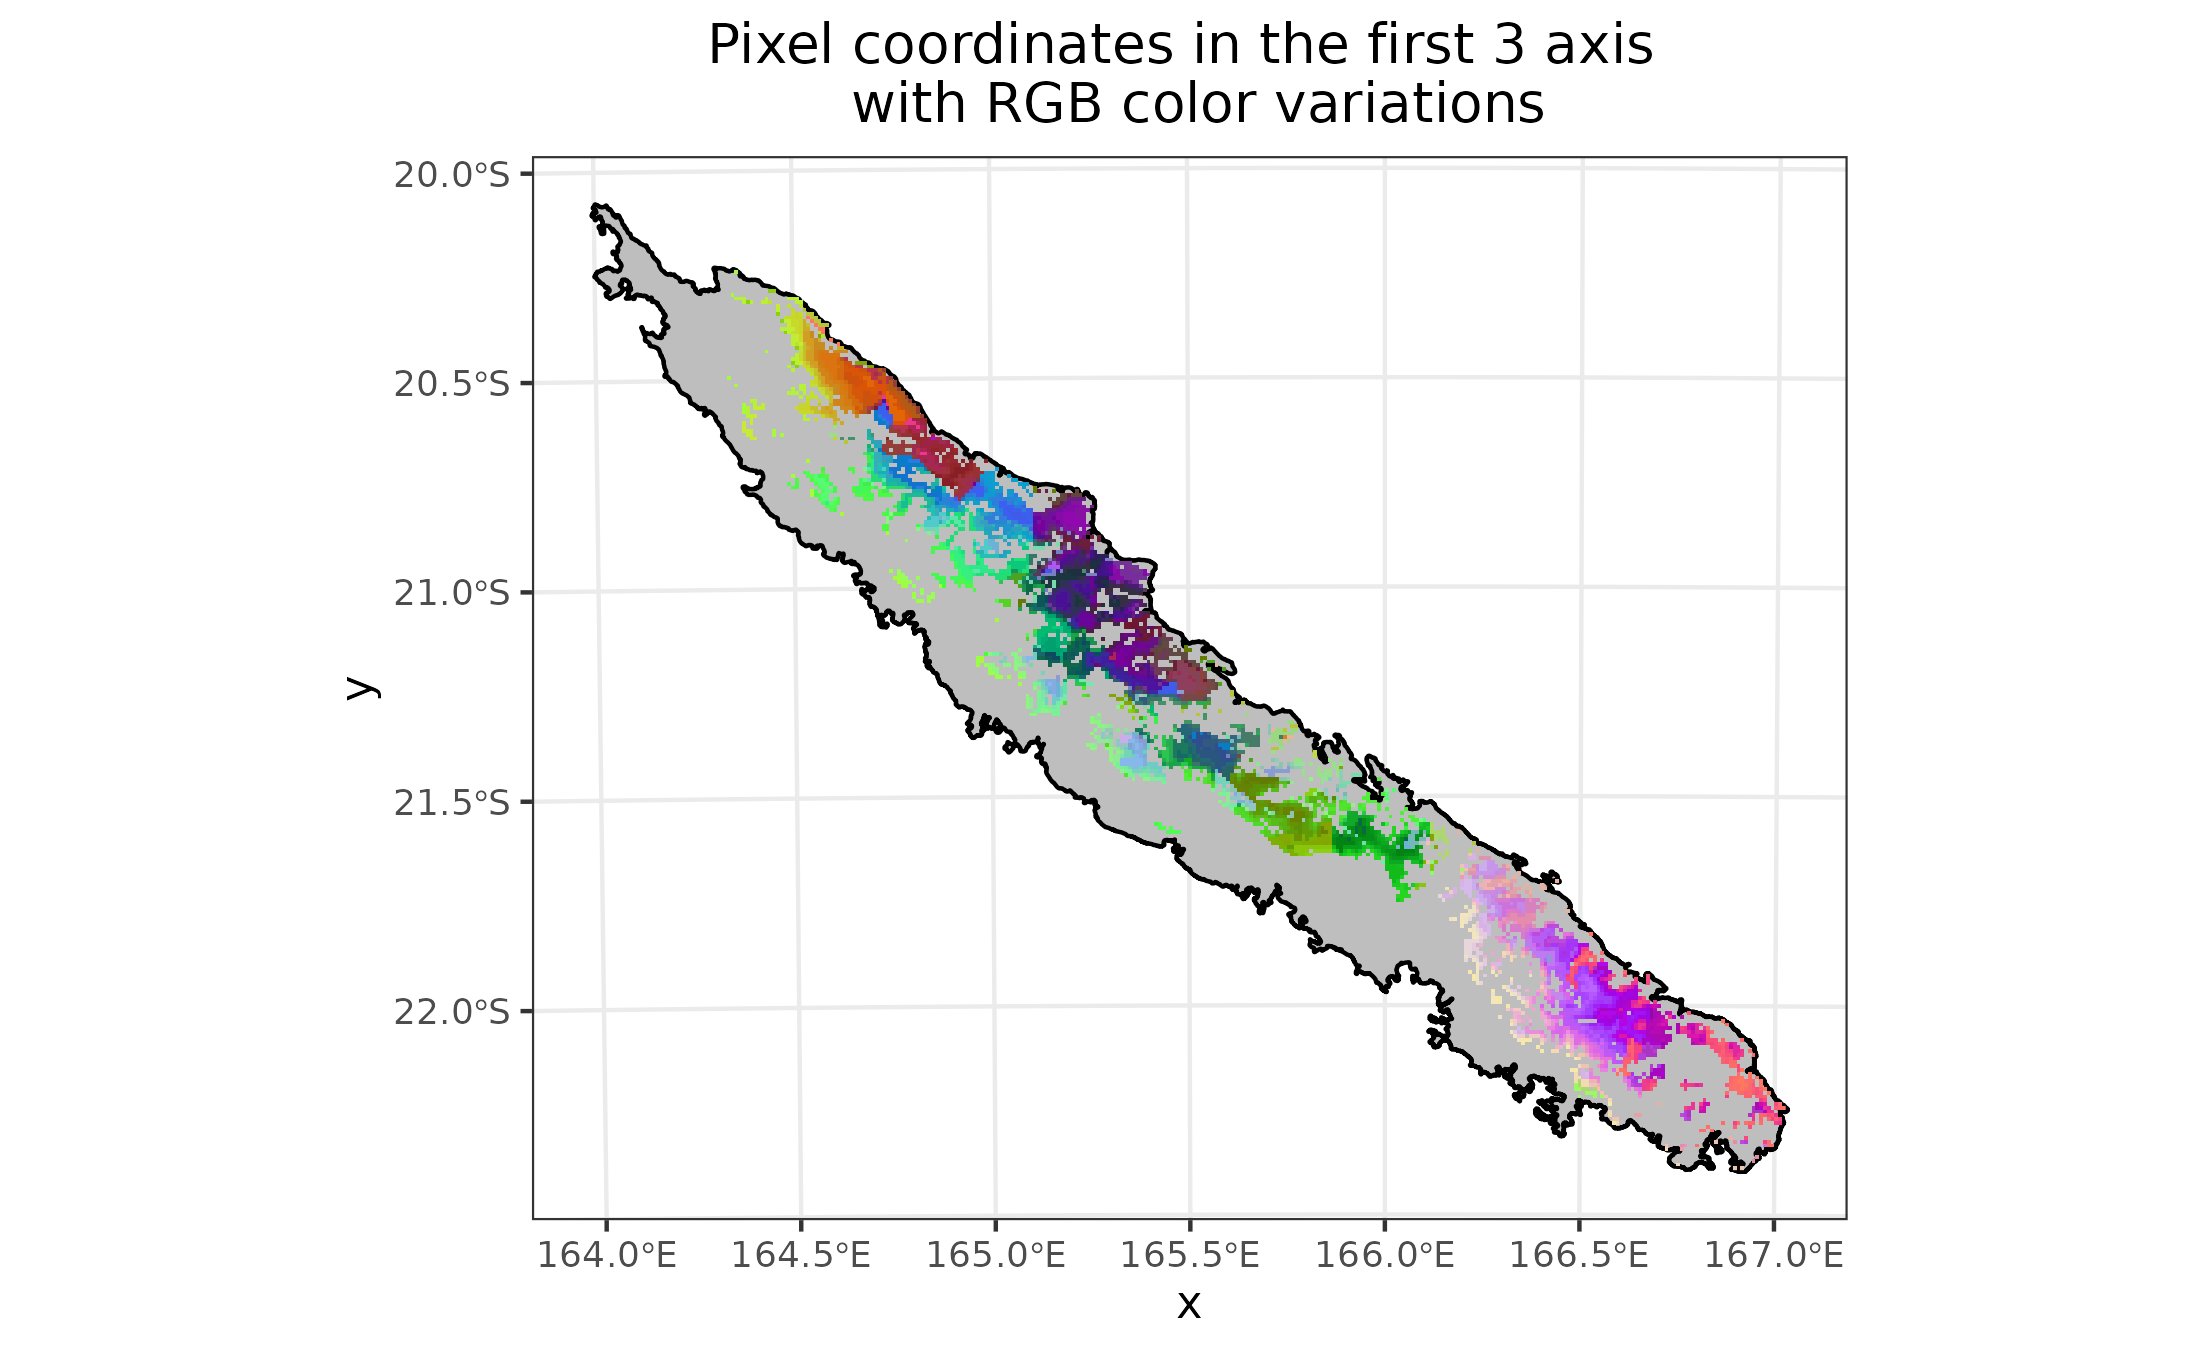 Pixel coordinates in the first 3 axis
with RGB color variations
20.0°S
20.5°S
21.0°S
21.5°S
22.0°S
y
164.0°E 164.5°E 165.0°E 165.5°E 166.0°E 166.5°E 167.0°E
x